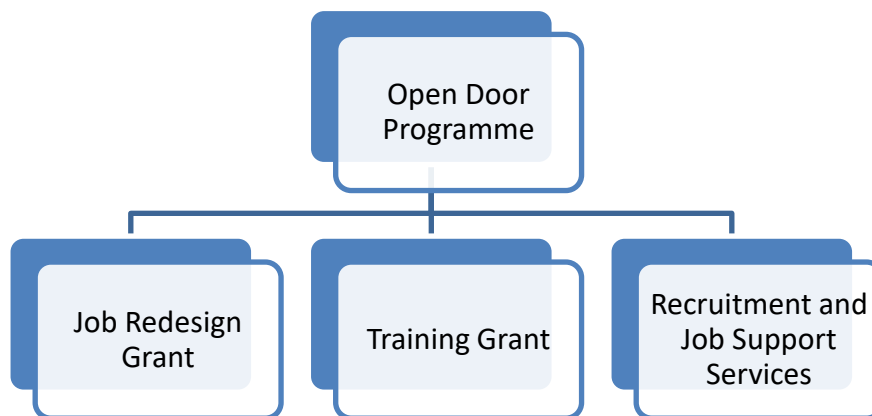 Open Door
Programme
Job Redesign
Grant
Training Grant
Recruitment and
Job Support
Services